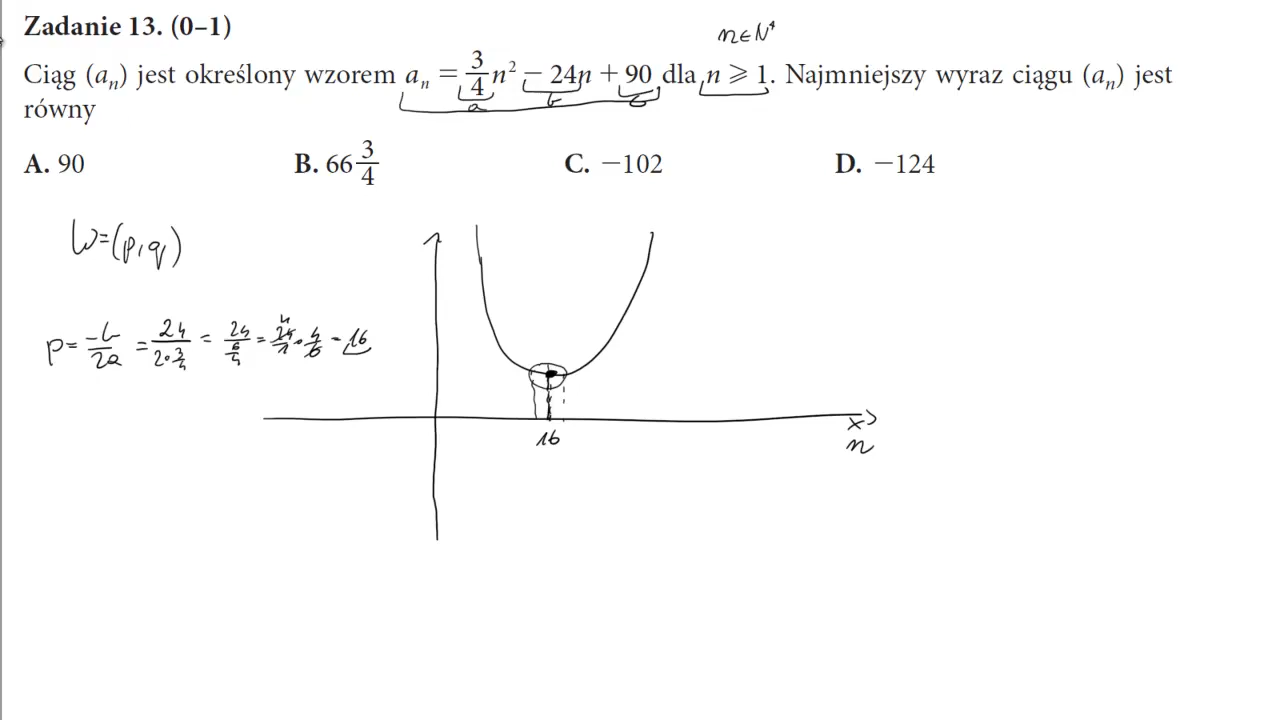 Zadanie 13. (0–1)
n∈N⁺
Ciąg (aₙ) jest określony wzorem aₙ = 3/4 n² − 24n + 90 dla n ⩾ 1. Najmniejszy wyraz ciągu (aₙ) jest
a b c
równy
A. 90 B. 66 3/4 C. −102 D. −124
W=(p,q)
p = -b/2a = 24/(2·3/4) = 24/(6/4) = 24/1 · 4/6 = 16
4
16
x
n